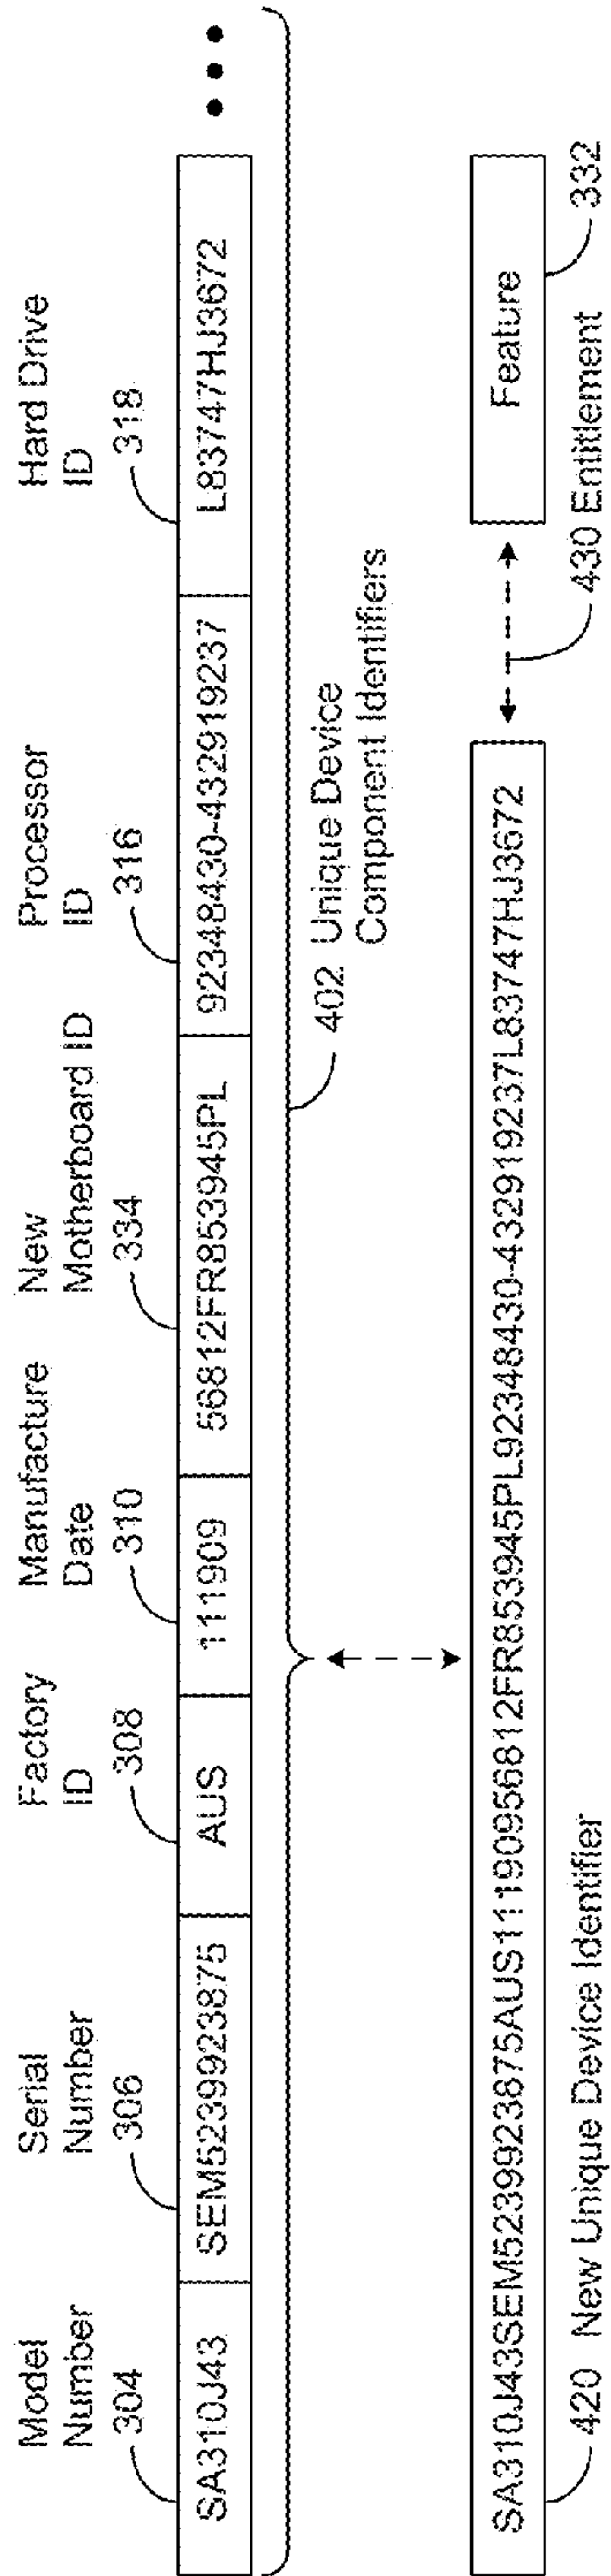 Model
Number
304
Serial
Number
306
Factory
ID
308
Manufacture
Date
310
New
Motherboard ID
334
Processor
ID
316
Hard Drive
ID
318
SA310J43 SEM5239923875 AUS 111909 56812FR853945PL 92348430-432919237 L83747HJ3672
402 Unique Device
Component Identifiers
SA310J43SEM5239923875AUS11190956812FR853945PL92348430-432919237L83747HJ3672 Feature
420 New Unique Device Identifier
430 Entitlement
332